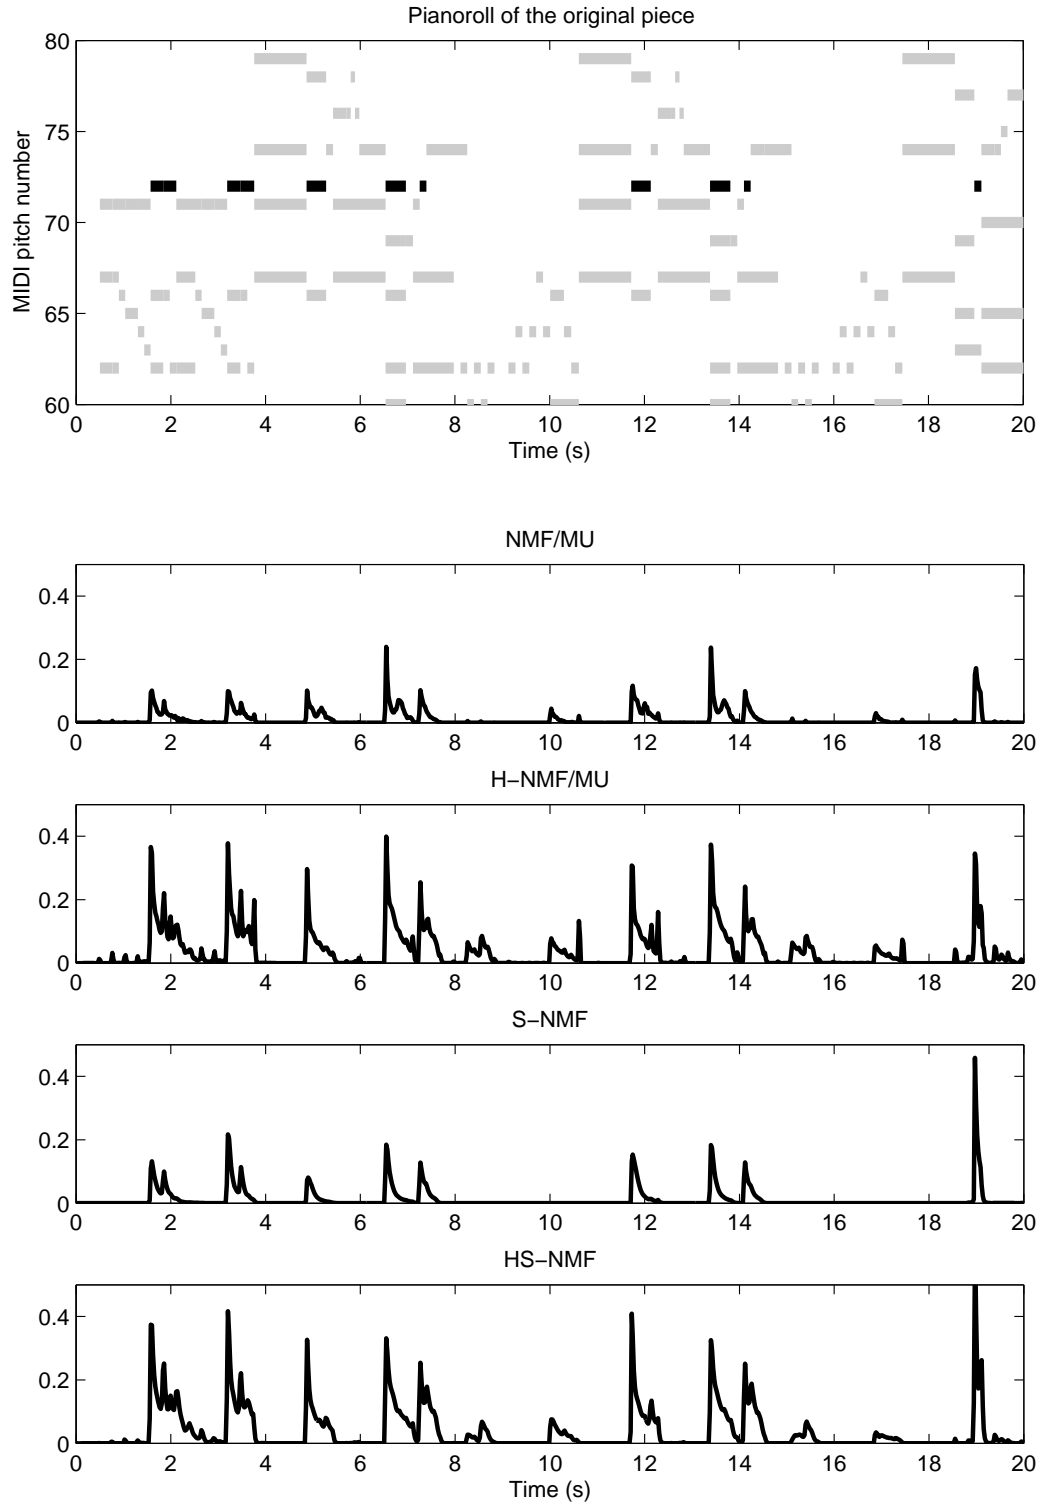 Pianoroll of the original piece
80
75
70
65
60
MIDI pitch number
0 2 4 6 8 10 12 14 16 18 20
Time (s)
NMF/MU
0.4
0.2
0
0 2 4 6 8 10 12 14 16 18 20
H−NMF/MU
0.4
0.2
0
0 2 4 6 8 10 12 14 16 18 20
S−NMF
0.4
0.2
0
0 2 4 6 8 10 12 14 16 18 20
HS−NMF
0.4
0.2
0
0 2 4 6 8 10 12 14 16 18 20
Time (s)